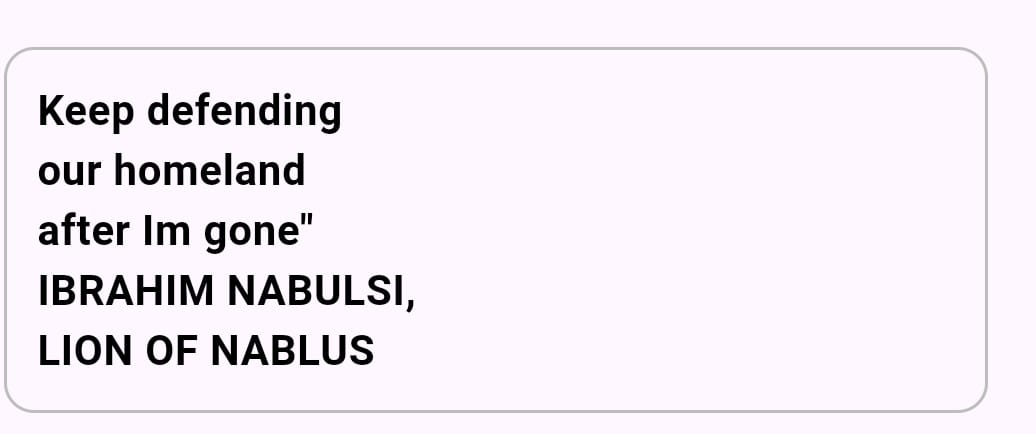 Keep defending
our homeland
after Im gone"
IBRAHIM NABULSI,
LION OF NABLUS